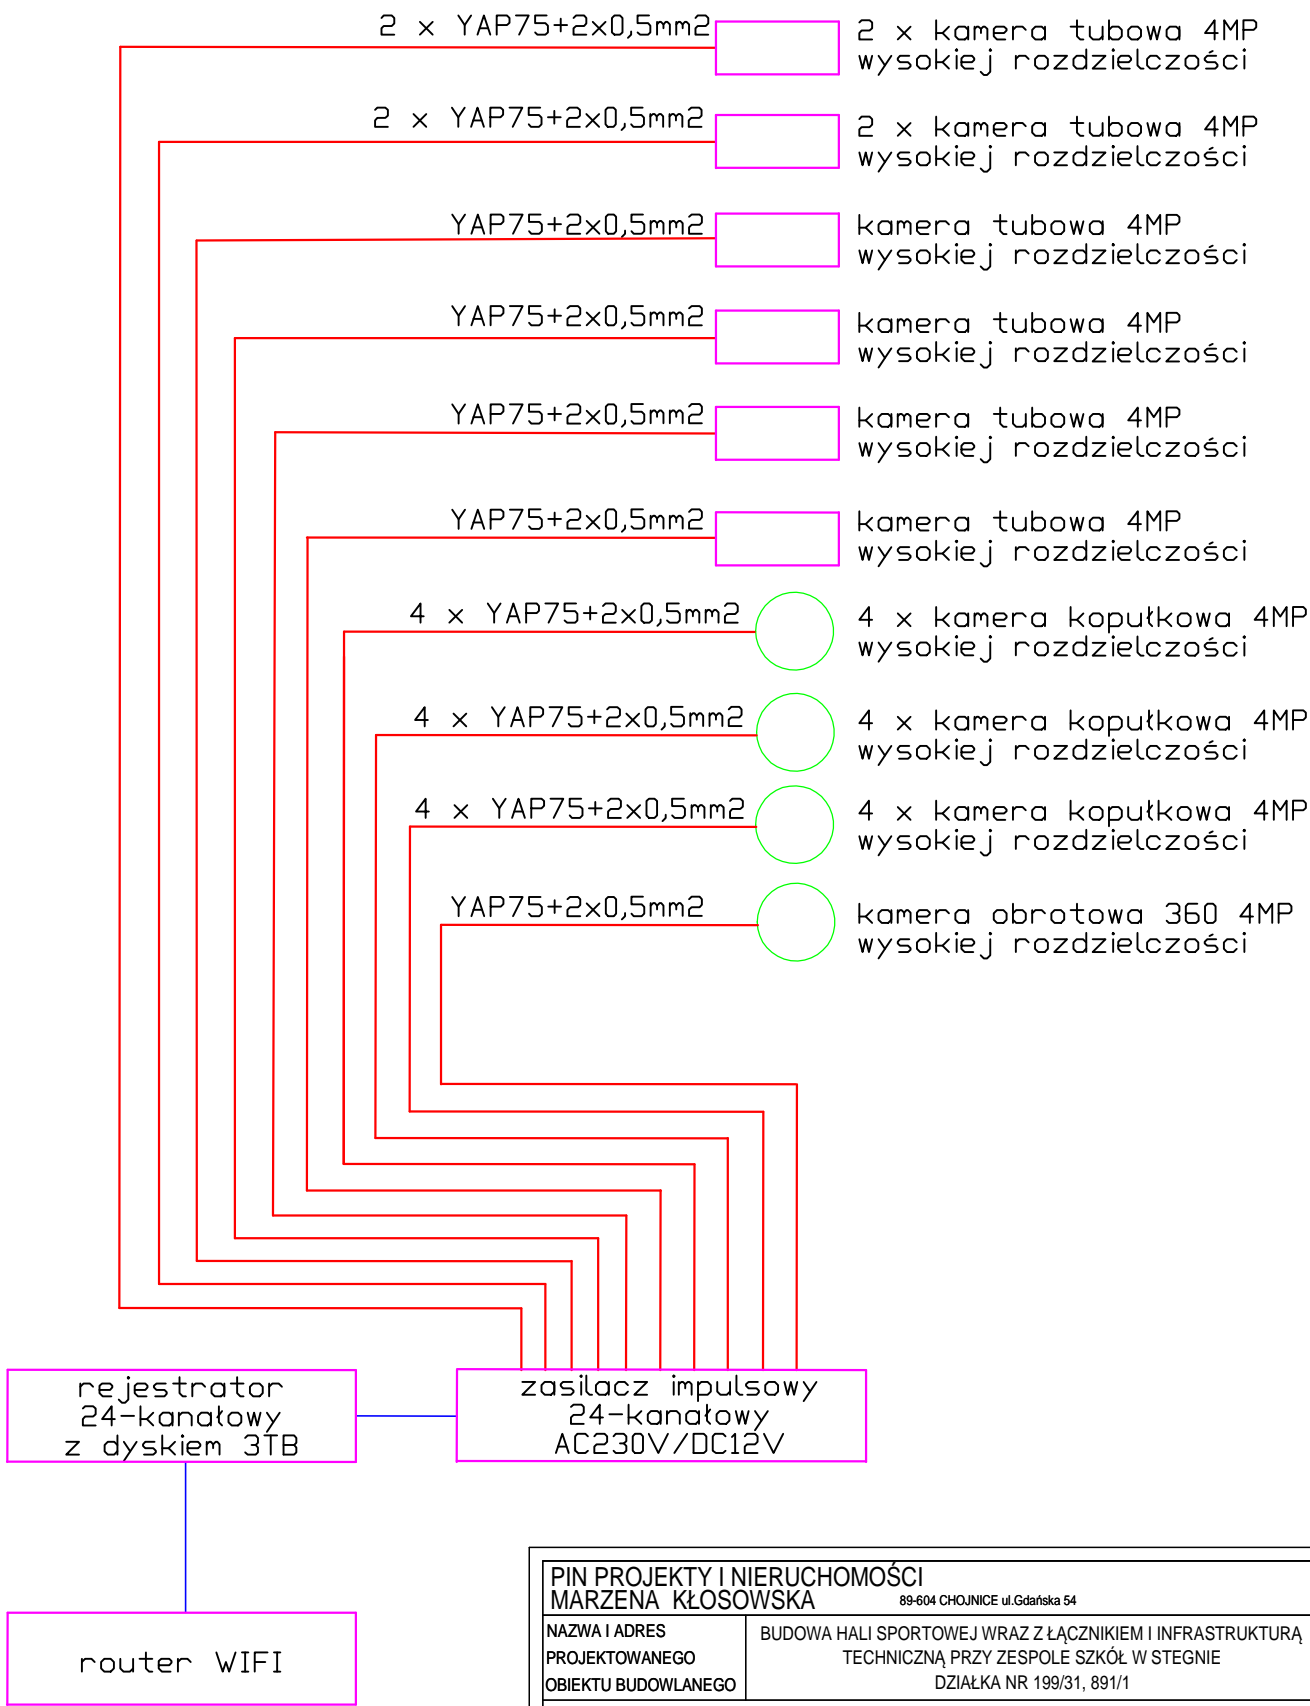 2 x YAP75+2x0,5mm2
2 x kamera tubowa 4MP
wysokiej rozdzielczości
2 x YAP75+2x0,5mm2
2 x kamera tubowa 4MP
wysokiej rozdzielczości
YAP75+2x0,5mm2
kamera tubowa 4MP
wysokiej rozdzielczości
YAP75+2x0,5mm2
kamera tubowa 4MP
wysokiej rozdzielczości
YAP75+2x0,5mm2
kamera tubowa 4MP
wysokiej rozdzielczości
YAP75+2x0,5mm2
kamera tubowa 4MP
wysokiej rozdzielczości
4 x YAP75+2x0,5mm2
4 x kamera kopułkowa 4MP
wysokiej rozdzielczości
4 x YAP75+2x0,5mm2
4 x kamera kopułkowa 4MP
wysokiej rozdzielczości
4 x YAP75+2x0,5mm2
4 x kamera kopułkowa 4MP
wysokiej rozdzielczości
YAP75+2x0,5mm2
kamera obrotowa 360 4MP
wysokiej rozdzielczości
rejestrator
24-kanałowy
z dyskiem 3TB
zasilacz impulsowy
24-kanałowy
AC230V/DC12V
router WIFI
PIN PROJEKTY I NIERUCHOMOŚCI
MARZENA KŁOSOWSKA 89-604 CHOJNICE ul.Gdańska 54
NAZWA I ADRES
PROJEKTOWANEGO
OBIEKTU BUDOWLANEGO
BUDOWA HALI SPORTOWEJ WRAZ Z ŁĄCZNIKIEM I INFRASTRUKTURĄ
TECHNICZNĄ PRZY ZESPOLE SZKÓŁ W STEGNIE
DZIAŁKA NR 199/31, 891/1